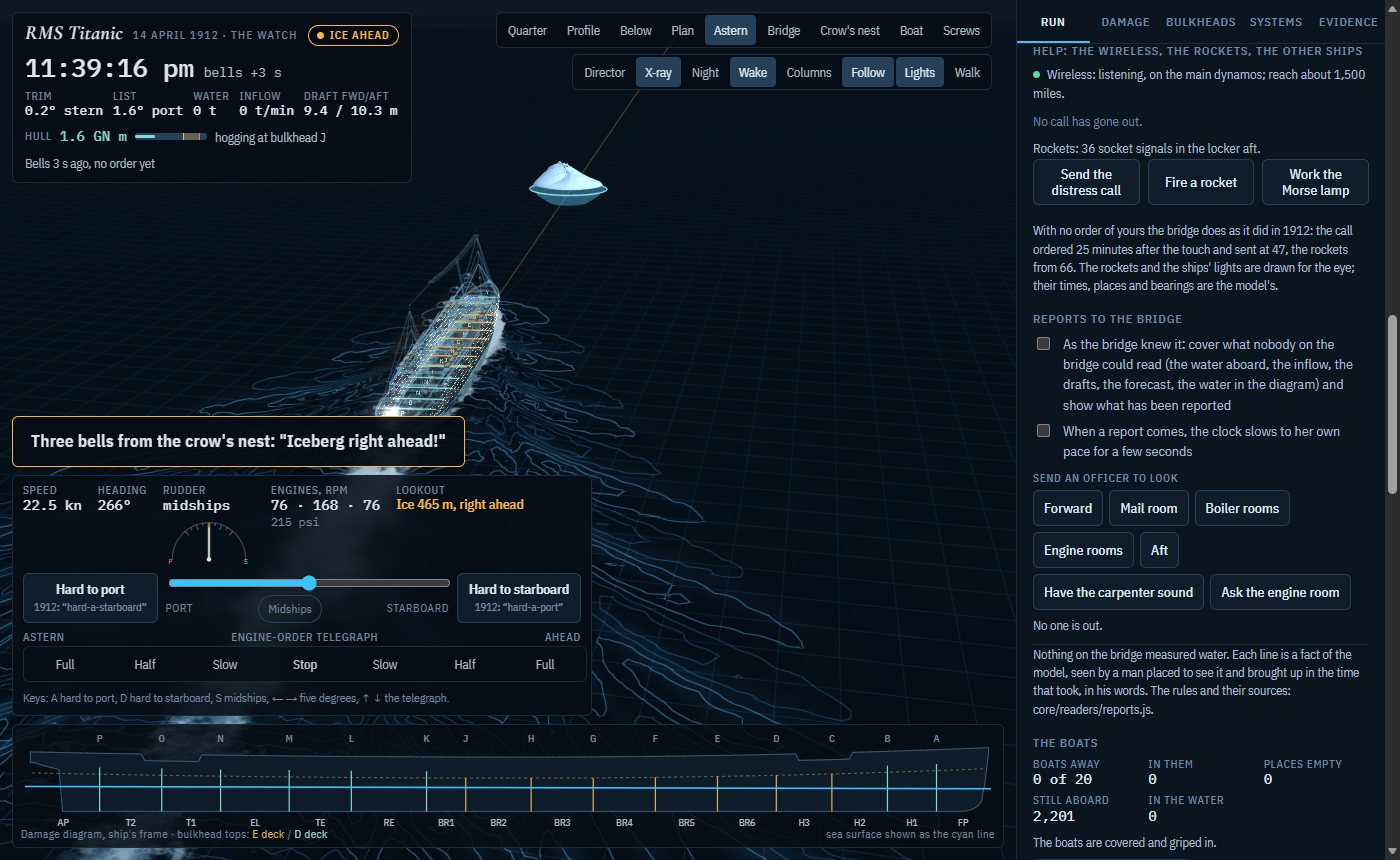 RMS Titanic 14 APRIL 1912 · THE WATCH ICE AHEAD
11:39:16 pm bells +3 s
TRIM LIST WATER INFLOW DRAFT FWD/AFT
0.2° stern 1.6° port 0 t 0 t/min 9.4 / 10.3 m
HULL 1.6 GN m hogging at bulkhead J
Bells 3 s ago, no order yet
Quarter Profile Below Plan Astern Bridge Crow's nest Boat Screws
Director X-ray Night Wake Columns Follow Lights Walk
Three bells from the crow's nest: "Iceberg right ahead!"
SPEED HEADING RUDDER ENGINES, RPM LOOKOUT
22.5 kn 266° midships 76 · 168 · 76 Ice 465 m, right ahead
215 psi
P S
Hard to port
1912: "hard-a-starboard"
PORT Midships STARBOARD
Hard to starboard
1912: "hard-a-port"
ASTERN ENGINE-ORDER TELEGRAPH AHEAD
Full Half Slow Stop Slow Half Full
Keys: A hard to port, D hard to starboard, S midships, ←→ five degrees, ↑ ↓ the telegraph.
P O N M L K J H G F E D C B A
AP T2 T1 EL TE RE BR1 BR2 BR3 BR4 BR5 BR6 H3 H2 H1 FP
Damage diagram, ship's frame · bulkhead tops: E deck / D deck
sea surface shown as the cyan line
RUN DAMAGE BULKHEADS SYSTEMS EVIDENCE
HELP: THE WIRELESS, THE ROCKETS, THE OTHER SHIPS
Wireless: listening, on the main dynamos; reach about 1,500
miles.
No call has gone out.
Rockets: 36 socket signals in the locker aft.
Send the
distress call
Fire a rocket
Work the
Morse lamp
With no order of yours the bridge does as it did in 1912: the call
ordered 25 minutes after the touch and sent at 47, the rockets
from 66. The rockets and the ships' lights are drawn for the eye;
their times, places and bearings are the model's.
REPORTS TO THE BRIDGE
As the bridge knew it: cover what nobody on the
bridge could read (the water aboard, the inflow, the
drafts, the forecast, the water in the diagram) and
show what has been reported
When a report comes, the clock slows to her own
pace for a few seconds
SEND AN OFFICER TO LOOK
Forward Mail room Boiler rooms
Engine rooms Aft
Have the carpenter sound Ask the engine room
No one is out.
Nothing on the bridge measured water. Each line is a fact of the
model, seen by a man placed to see it and brought up in the time
that took, in his words. The rules and their sources:
core/readers/reports.js.
THE BOATS
BOATS AWAY IN THEM PLACES EMPTY
0 of 20 0 0
STILL ABOARD IN THE WATER
2,201 0
The boats are covered and griped in.